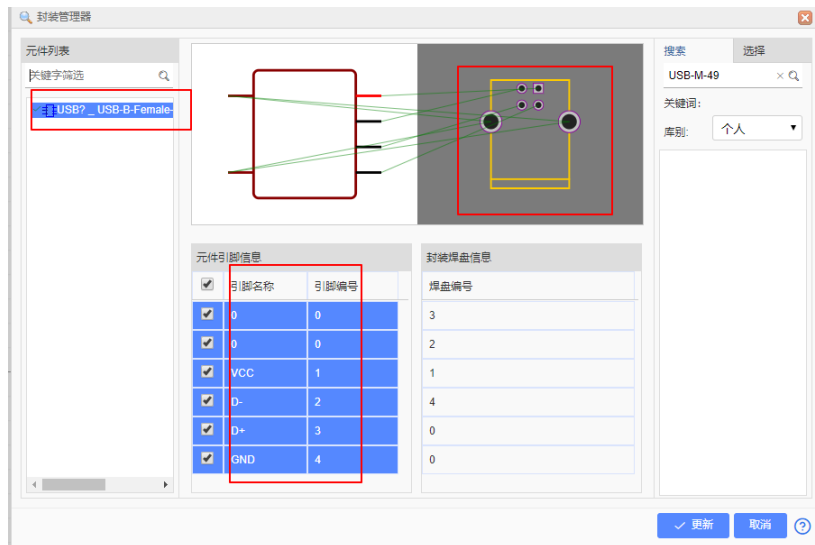 封装管理器
元件列表
关键字筛选
USB? _ USB-B-Female-
搜索 选择
USB-M-49
关键词：
库别: 个人
元件引脚信息
引脚名称 引脚编号
0 0
0 0
VCC 1
D- 2
D+ 3
GND 4
封装焊盘信息
焊盘编号
3
2
1
4
0
0
更新 取消